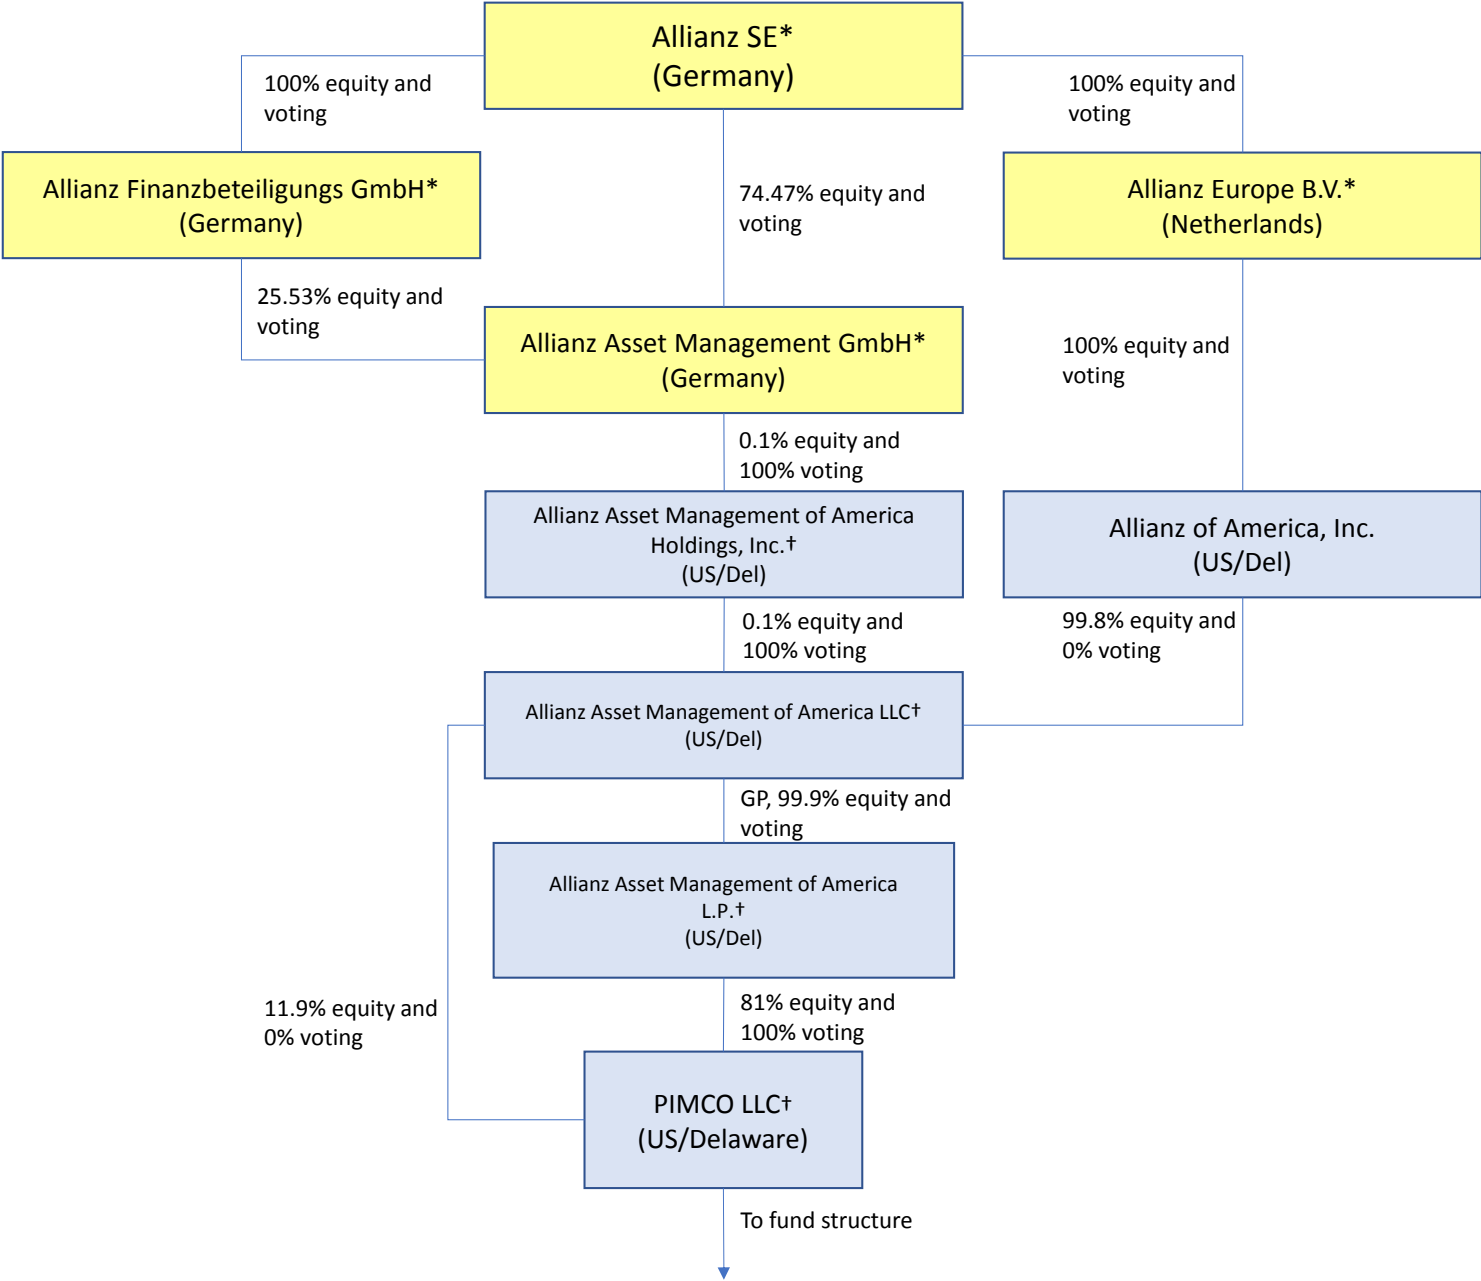 Allianz SE*
(Germany)
100% equity and
voting
100% equity and
voting
Allianz Finanzbeteiligungs GmbH*
(Germany)
74.47% equity and
voting
Allianz Europe B.V.*
(Netherlands)
25.53% equity and
voting
Allianz Asset Management GmbH*
(Germany)
100% equity and
voting
0.1% equity and
100% voting
Allianz Asset Management of America
Holdings, Inc.†
(US/Del)
Allianz of America, Inc.
(US/Del)
0.1% equity and
100% voting
99.8% equity and
0% voting
Allianz Asset Management of America LLC†
(US/Del)
GP, 99.9% equity and
voting
Allianz Asset Management of America
L.P.†
(US/Del)
11.9% equity and
0% voting
81% equity and
100% voting
PIMCO LLC†
(US/Delaware)
To fund structure